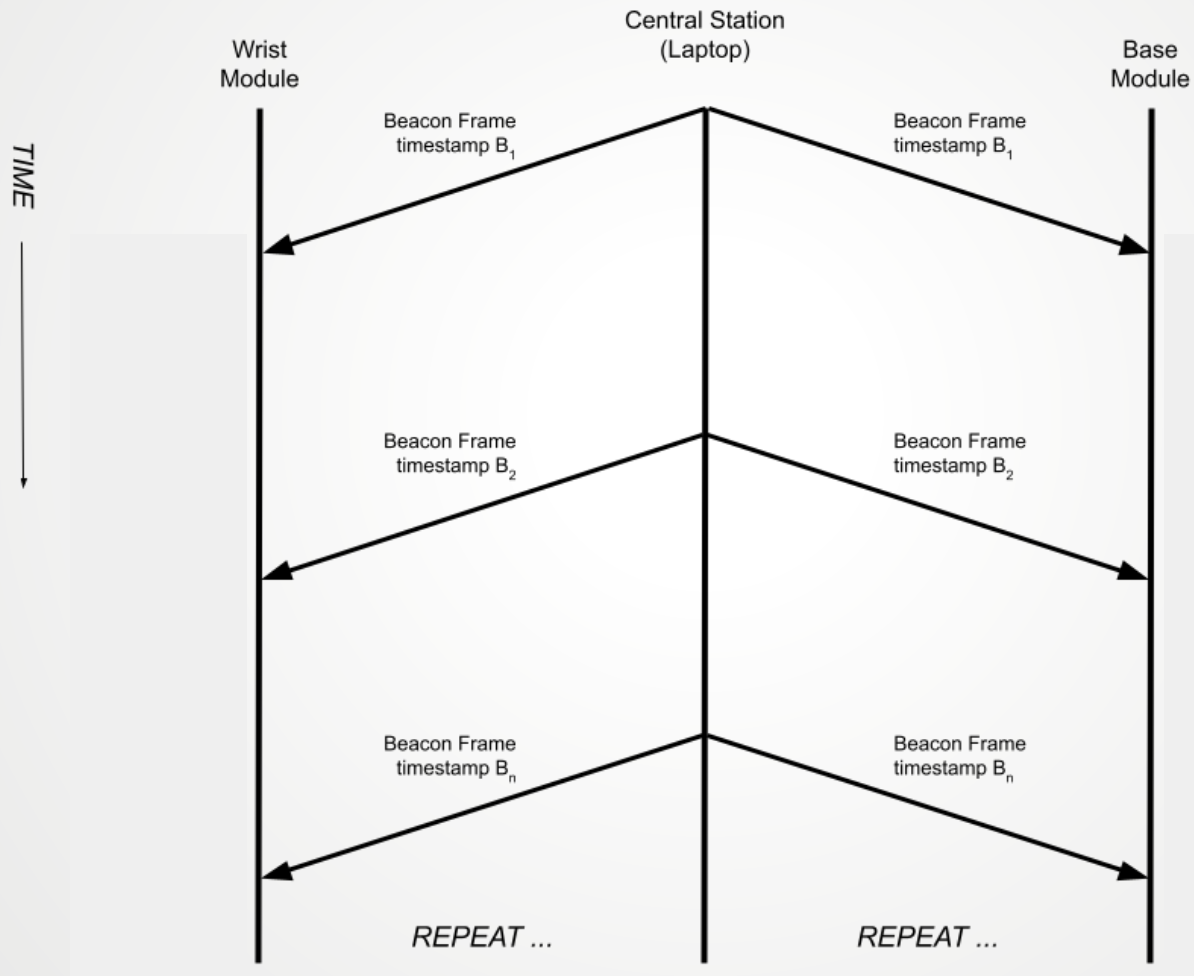 Central Station
(Laptop)
Wrist
Module
Base
Module
TIME
Beacon Frame
timestamp B₁
Beacon Frame
timestamp B₁
Beacon Frame
timestamp B₂
Beacon Frame
timestamp B₂
Beacon Frame
timestamp Bₙ
Beacon Frame
timestamp Bₙ
REPEAT ...
REPEAT ...